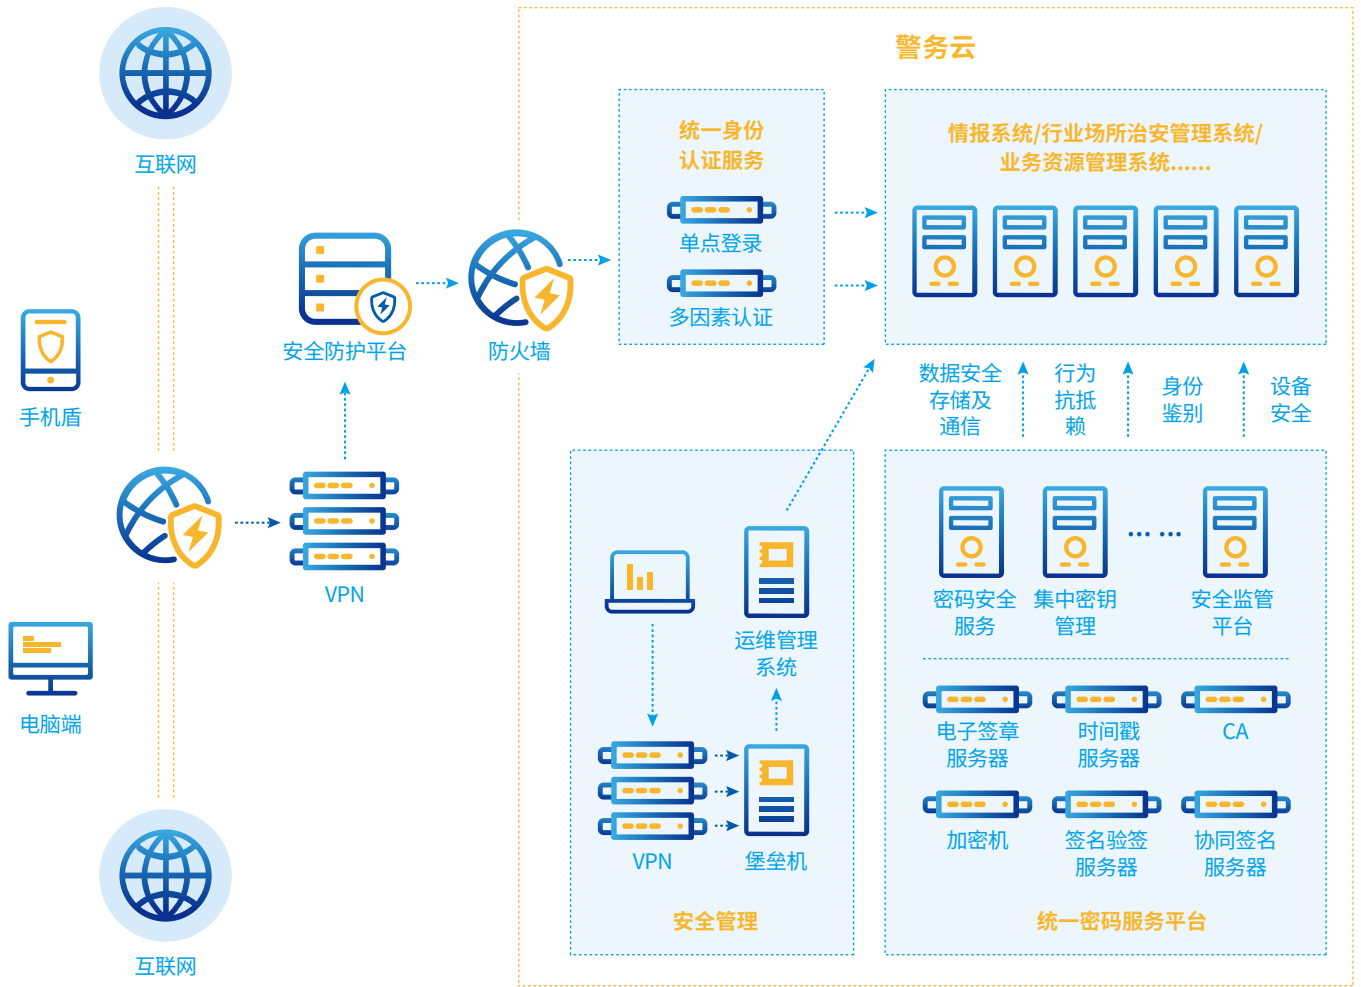 互联网
手机盾
电脑端
互联网
VPN
安全防护平台
防火墙
警务云
统一身份
认证服务
单点登录
多因素认证
情报系统/行业场所治安管理系统/
业务资源管理系统......
数据安全
存储及
通信
行为
抗抵
赖
身份
鉴别
设备
安全
运维管理
系统
VPN
堡垒机
安全管理
密码安全
服务
集中密钥
管理
... ...
安全监管
平台
电子签章
服务器
时间戳
服务器
CA
加密机
签名验签
服务器
协同签名
服务器
统一密码服务平台